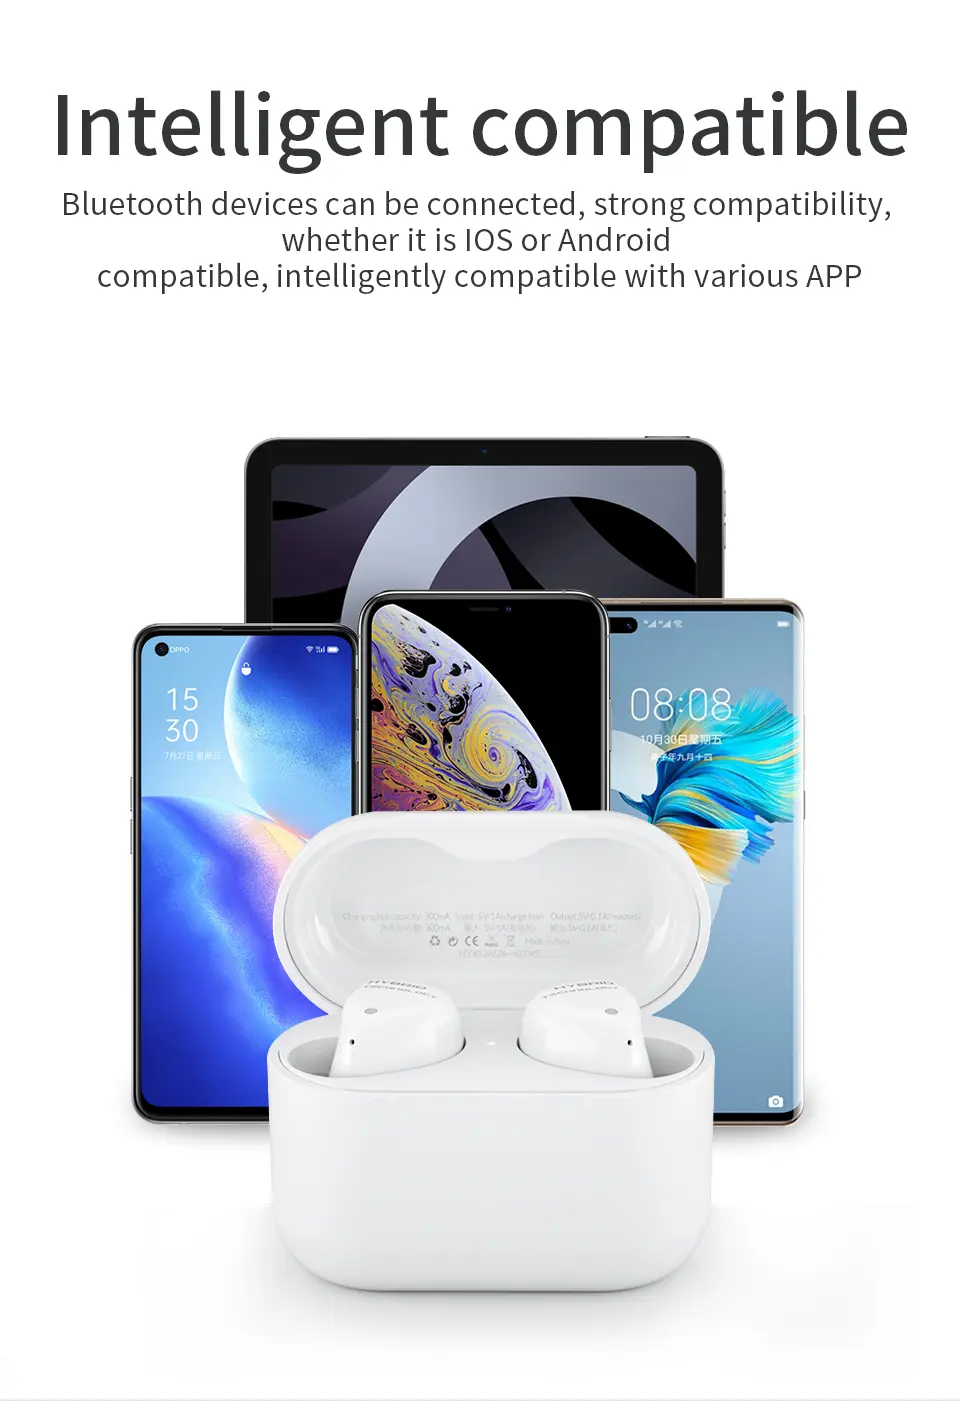 Intelligent compatible
Bluetooth devices can be connected, strong compatibility,
whether it is IOS or Android
compatible, intelligently compatible with various APP
OPPO
15
30
7月27日 星期五
08:08
10月30日星期五
庚子年九月十四
Charging box capacity: 300mA Input:5V-1A(charge box) Output:5V-0.1A(headset)
Made in china
HYBRID
TECHNOLOGY
HYBRID
TECHNOLOGY